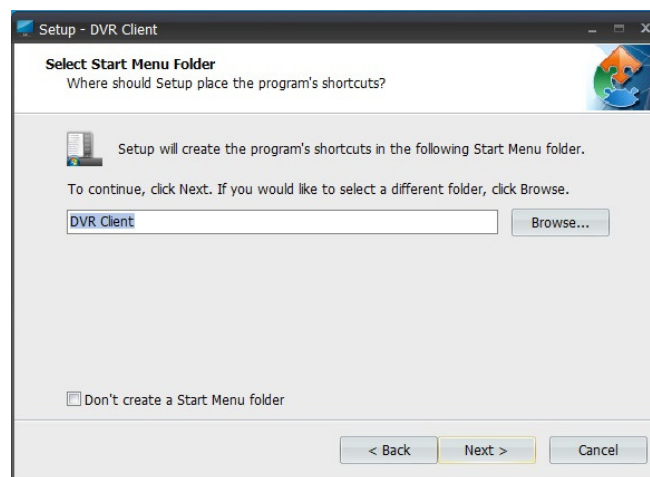 Setup - DVR Client
Select Start Menu Folder
Where should Setup place the program's shortcuts?
Setup will create the program's shortcuts in the following Start Menu folder.
To continue, click Next. If you would like to select a different folder, click Browse.
DVR Client
Browse...
Don't create a Start Menu folder
< Back
Next >
Cancel